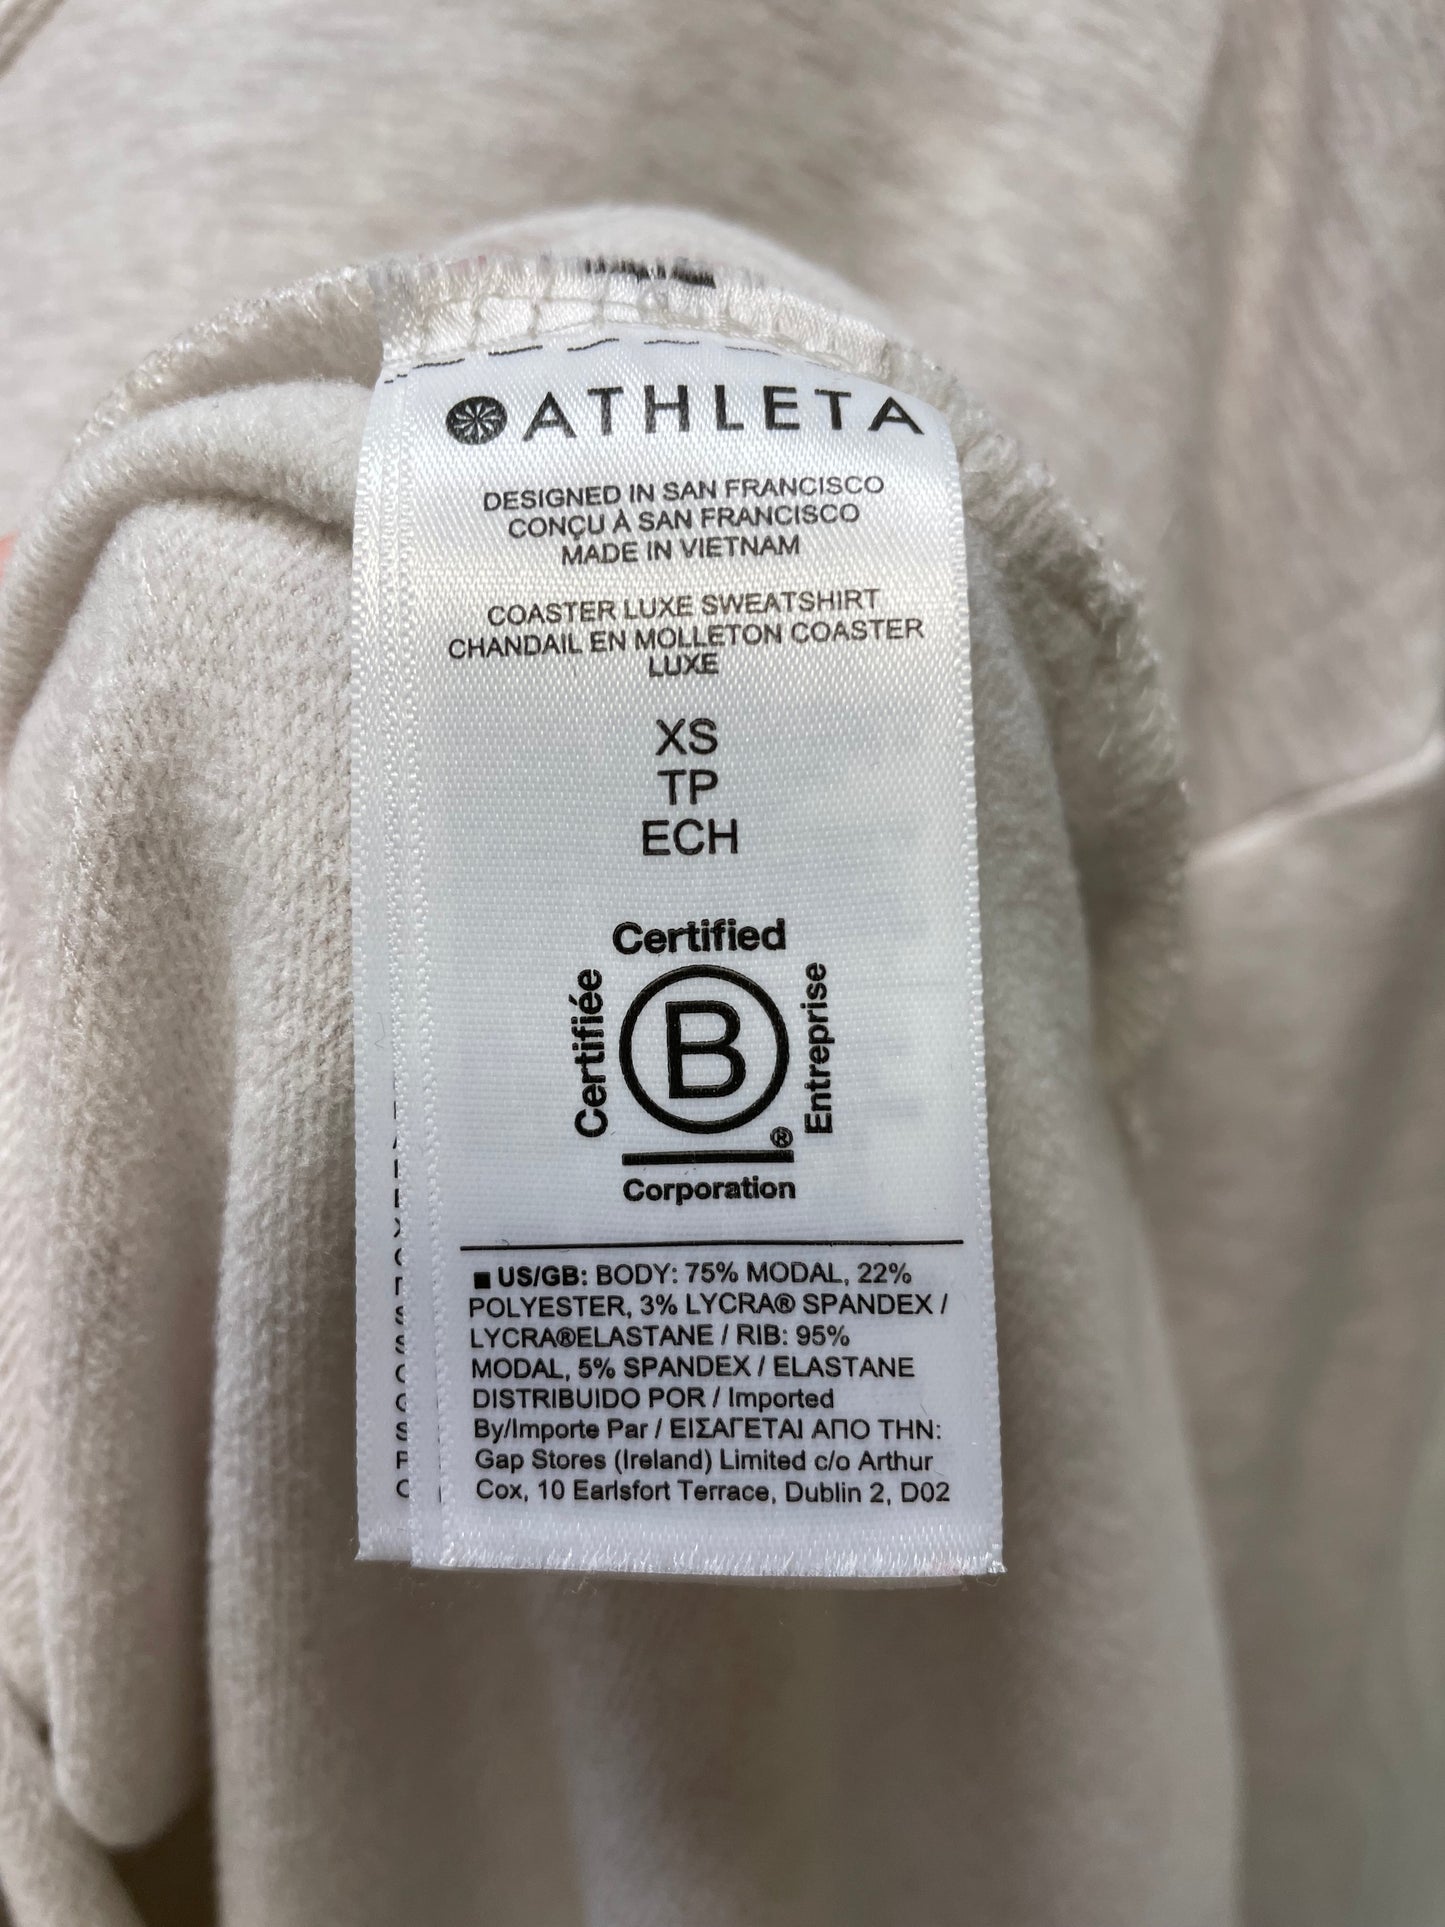 ATHLETA
DESIGNED IN SAN FRANCISCO
CONÇU À SAN FRANCISCO
MADE IN VIETNAM
COASTER LUXE SWEATSHIRT
CHANDAIL EN MOLLETON COASTER
LUXE
XS
TP
ECH
Certified
Certifiée
B
®
Entreprise
Corporation
■ US/GB: BODY: 75% MODAL, 22%
POLYESTER, 3% LYCRA® SPANDEX /
LYCRA®ELASTANE / RIB: 95%
MODAL, 5% SPANDEX / ELASTANE
DISTRIBUIDO POR / Imported
By/Importe Par / ΕΙΣΑΓΕΤΑΙ ΑΠΟ ΤΗΝ:
Gap Stores (Ireland) Limited c/o Arthur
Cox, 10 Earlsfort Terrace, Dublin 2, D02